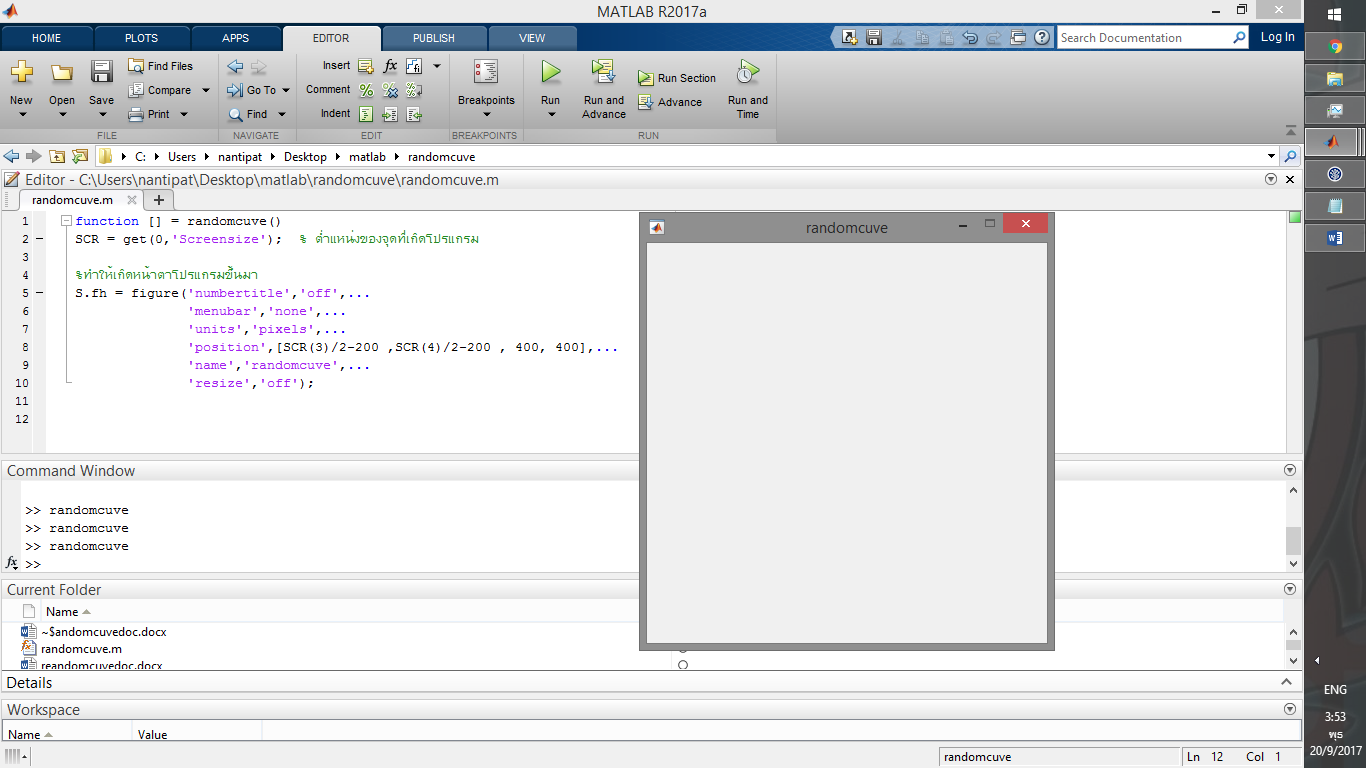 MATLAB R2017a
HOME PLOTS APPS EDITOR PUBLISH VIEW Search Documentation Log In
New Open Save Find Files Compare Print Go To Find Insert Comment Indent Breakpoints Run Run and Advance Run Section Advance Run and Time
FILE NAVIGATE EDIT BREAKPOINTS RUN
C: Users nantipat Desktop matlab randomcuve
Editor - C:\Users\nantipat\Desktop\matlab\randomcuve\randomcuve.m
randomcuve.m
1 function [] = randomcuve()
2 SCR = get(0,'Screensize'); % ตำแหน่งของจุดที่เกิดโปรแกรม
3
4 %ทำให้เกิดหน้าตาโปรแกรมขึ้นมา
5 S.fh = figure('numbertitle','off',...
6 'menubar','none',...
7 'units','pixels',...
8 'position',[SCR(3)/2-200 ,SCR(4)/2-200 , 400, 400],...
9 'name','randomcuve',...
10 'resize','off');
11
12
randomcuve
Command Window
>> randomcuve
>> randomcuve
>> randomcuve
fx >>
Current Folder
Name
~$andomcuvedoc.docx
randomcuve.m
reandomcuvedoc.docx
Details
Workspace
Name Value
randomcuve Ln 12 Col 1
ENG
3:53
พุธ
20/9/2017